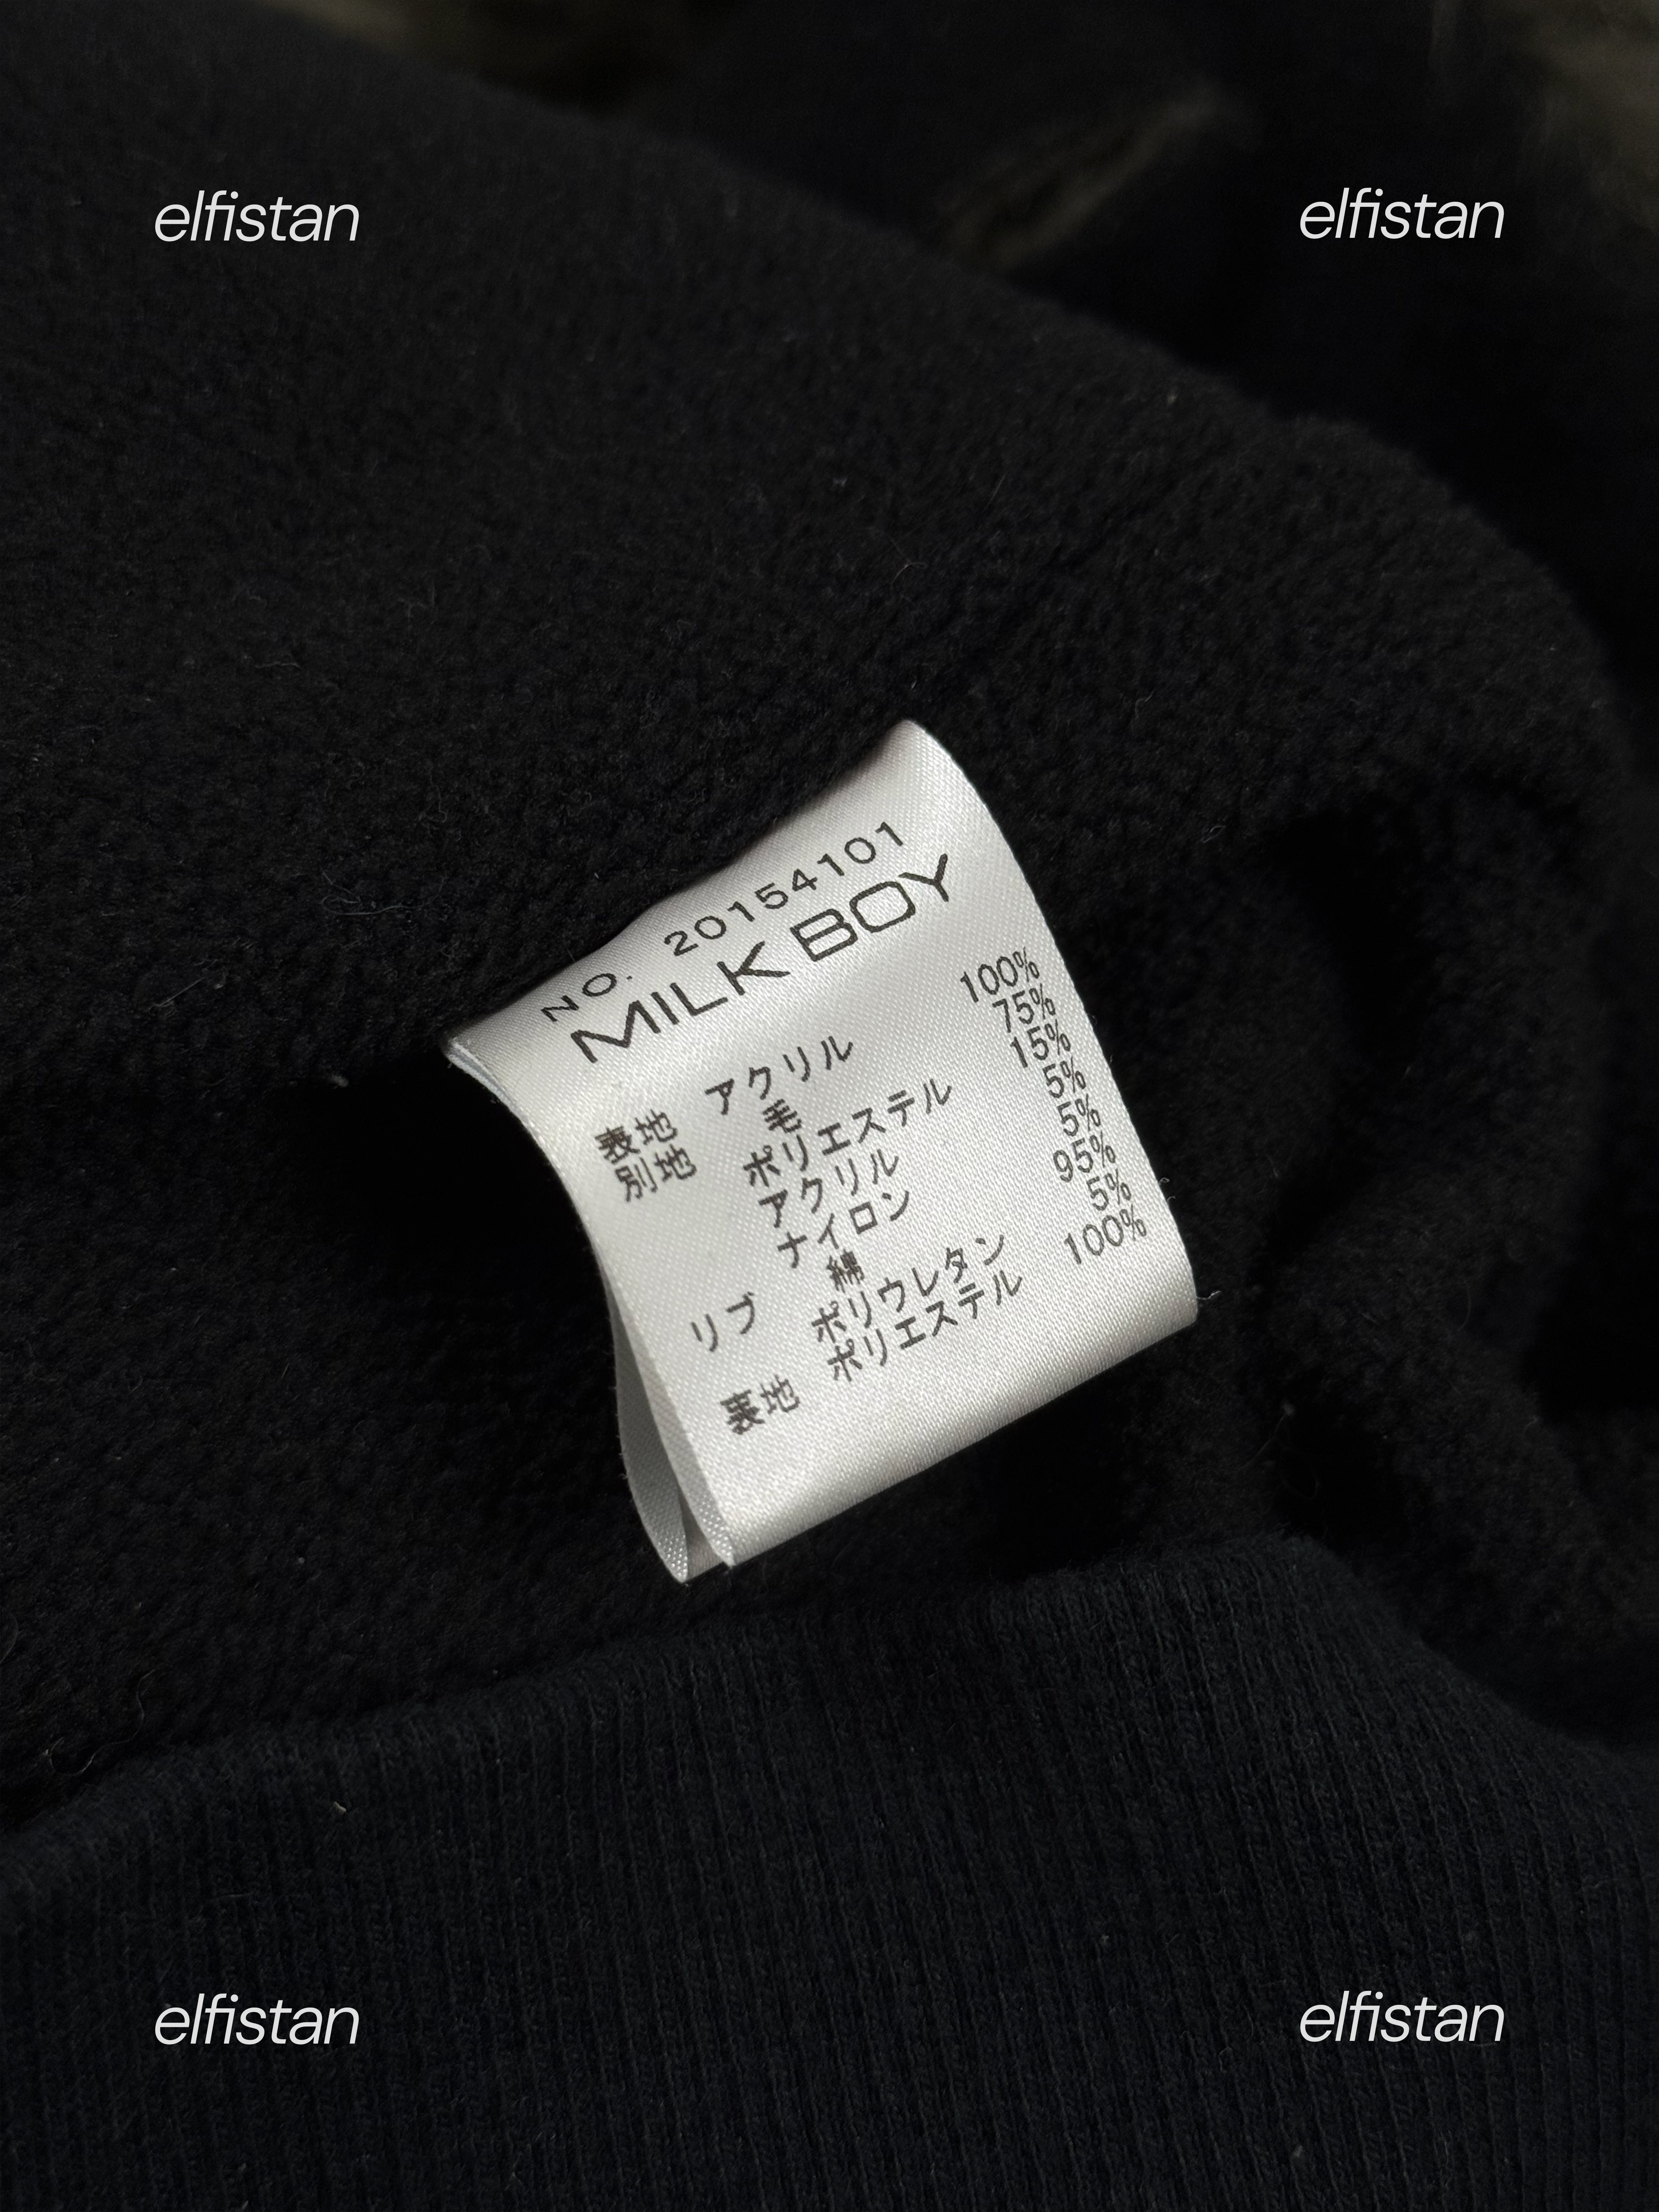 elfistan elfistan
NO. 20154101
MILK BOY
表地 アクリル 100%
別地 毛 75%
ポリエステル 15%
アクリル 5%
ナイロン 5%
リブ 綿 95%
ポリウレタン 5%
裏地 ポリエステル 100%
elfistan elfistan